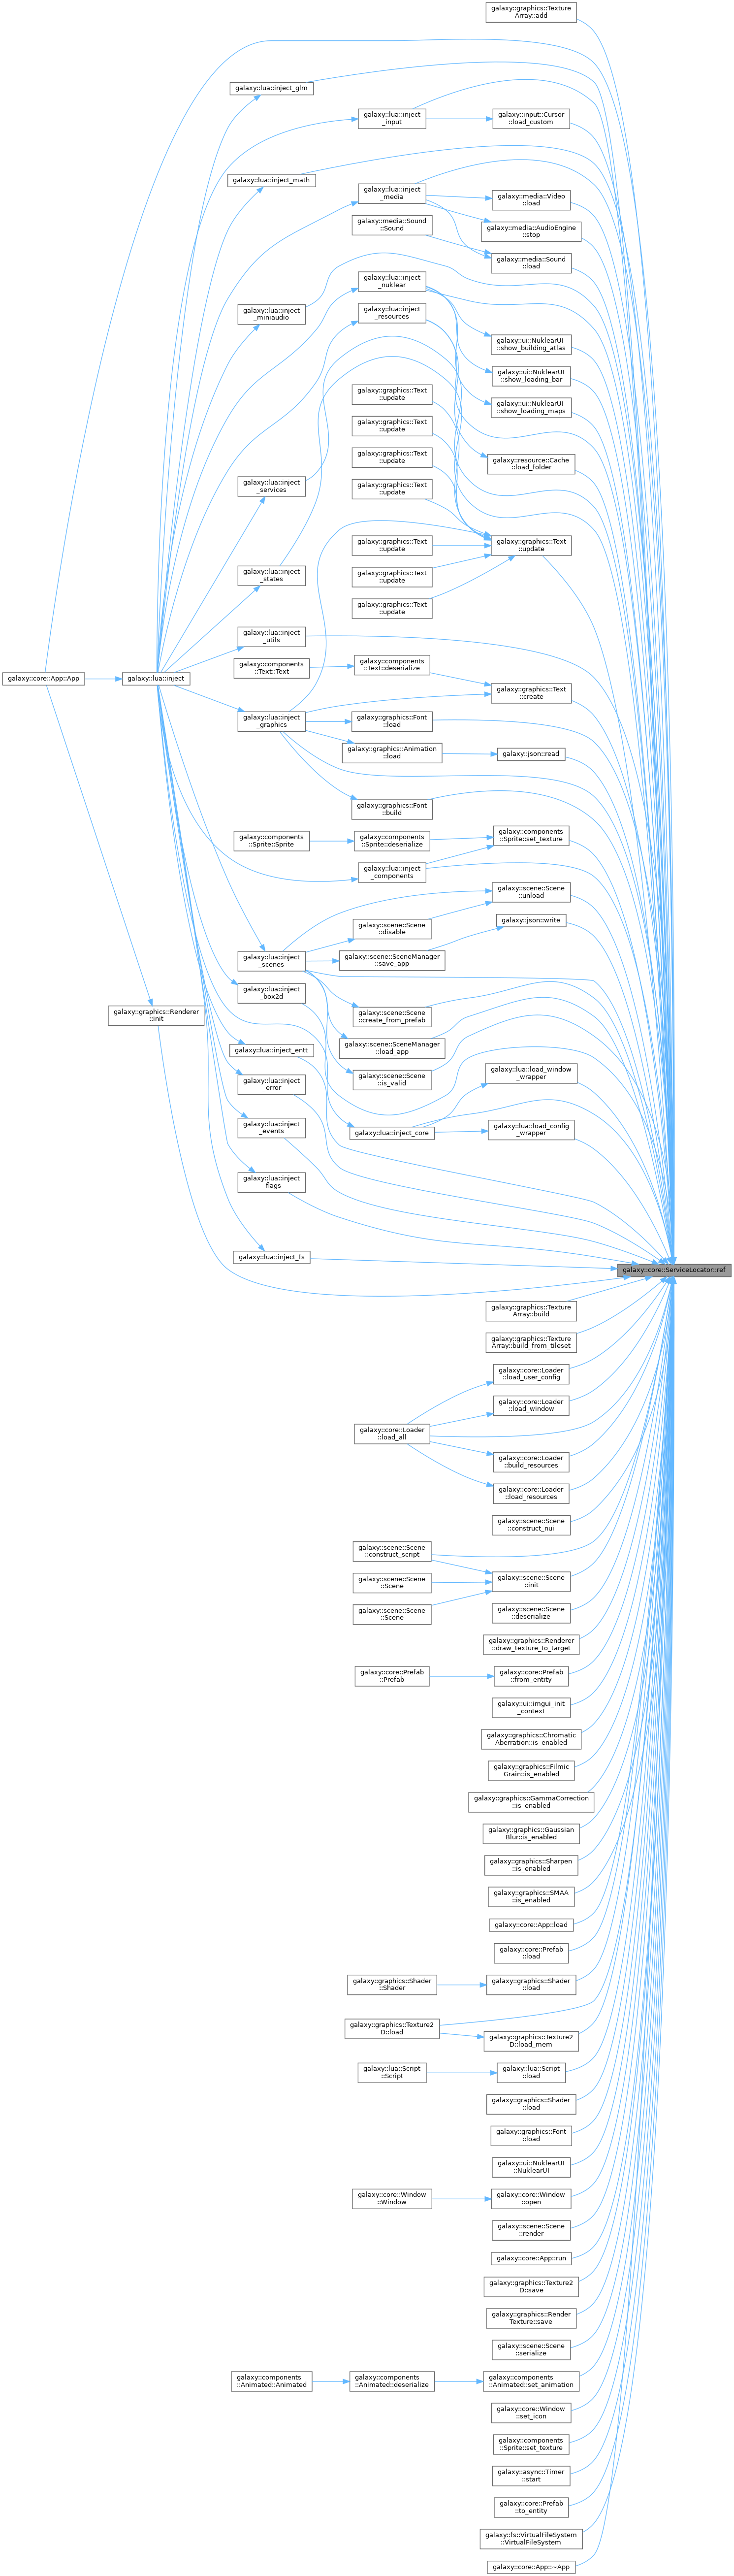 galaxy::graphics::Texture
Array::add
galaxy::lua::inject_glm
galaxy::lua::inject
_input
galaxy::input::Cursor
::load_custom
galaxy::lua::inject_math
galaxy::lua::inject
_media
galaxy::media::Video
::load
galaxy::media::Sound
::Sound
galaxy::media::AudioEngine
::stop
galaxy::media::Sound
::load
galaxy::lua::inject
_nuklear
galaxy::lua::inject
_miniaudio
galaxy::lua::inject
_resources
galaxy::ui::NuklearUI
::show_building_atlas
galaxy::ui::NuklearUI
::show_loading_bar
galaxy::graphics::Text
::update
galaxy::ui::NuklearUI
::show_loading_maps
galaxy::graphics::Text
::update
galaxy::graphics::Text
::update
galaxy::resource::Cache
::load_folder
galaxy::lua::inject
_services
galaxy::graphics::Text
::update
galaxy::graphics::Text
::update
galaxy::graphics::Text
::update
galaxy::lua::inject
_states
galaxy::graphics::Text
::update
galaxy::graphics::Text
::update
galaxy::lua::inject
_utils
galaxy::components
::Text::Text
galaxy::components
::Text::deserialize
galaxy::core::App::App
galaxy::lua::inject
galaxy::graphics::Text
::create
galaxy::lua::inject
_graphics
galaxy::graphics::Font
::load
galaxy::graphics::Animation
::load
galaxy::json::read
galaxy::graphics::Font
::build
galaxy::components
::Sprite::Sprite
galaxy::components
::Sprite::deserialize
galaxy::components
::Sprite::set_texture
galaxy::lua::inject
_components
galaxy::scene::Scene
::unload
galaxy::scene::Scene
::disable
galaxy::json::write
galaxy::lua::inject
_scenes
galaxy::scene::SceneManager
::save_app
galaxy::lua::inject
_box2d
galaxy::graphics::Renderer
::init
galaxy::scene::Scene
::create_from_prefab
galaxy::lua::inject_entt
galaxy::scene::SceneManager
::load_app
galaxy::lua::inject
_error
galaxy::scene::Scene
::is_valid
galaxy::lua::load_window
_wrapper
galaxy::lua::inject
_events
galaxy::lua::inject_core
galaxy::lua::load_config
_wrapper
galaxy::lua::inject
_flags
galaxy::lua::inject_fs
galaxy::core::ServiceLocator::ref
galaxy::graphics::Texture
Array::build
galaxy::graphics::Texture
Array::build_from_tileset
galaxy::core::Loader
::load_user_config
galaxy::core::Loader
::load_window
galaxy::core::Loader
::load_all
galaxy::core::Loader
::build_resources
galaxy::core::Loader
::load_resources
galaxy::scene::Scene
::construct_nui
galaxy::scene::Scene
::construct_script
galaxy::scene::Scene
::Scene
galaxy::scene::Scene
::init
galaxy::scene::Scene
::Scene
galaxy::scene::Scene
::deserialize
galaxy::graphics::Renderer
::draw_texture_to_target
galaxy::core::Prefab
::Prefab
galaxy::core::Prefab
::from_entity
galaxy::ui::imgui_init
_context
galaxy::graphics::Chromatic
Aberration::is_enabled
galaxy::graphics::Filmic
Grain::is_enabled
galaxy::graphics::GammaCorrection
::is_enabled
galaxy::graphics::Gaussian
Blur::is_enabled
galaxy::graphics::Sharpen
::is_enabled
galaxy::graphics::SMAA
::is_enabled
galaxy::core::App::load
galaxy::core::Prefab
::load
galaxy::graphics::Shader
::Shader
galaxy::graphics::Shader
::load
galaxy::graphics::Texture2
D::load
galaxy::graphics::Texture2
D::load_mem
galaxy::lua::Script
::Script
galaxy::lua::Script
::load
galaxy::graphics::Shader
::load
galaxy::graphics::Font
::load
galaxy::ui::NuklearUI
::NuklearUI
galaxy::core::Window
::Window
galaxy::core::Window
::open
galaxy::scene::Scene
::render
galaxy::core::App::run
galaxy::graphics::Texture2
D::save
galaxy::graphics::Render
Texture::save
galaxy::scene::Scene
::serialize
galaxy::components
::Animated::Animated
galaxy::components
::Animated::deserialize
galaxy::components
::Animated::set_animation
galaxy::core::Window
::set_icon
galaxy::components
::Sprite::set_texture
galaxy::async::Timer
::start
galaxy::core::Prefab
::to_entity
galaxy::fs::VirtualFileSystem
::VirtualFileSystem
galaxy::core::App::~App